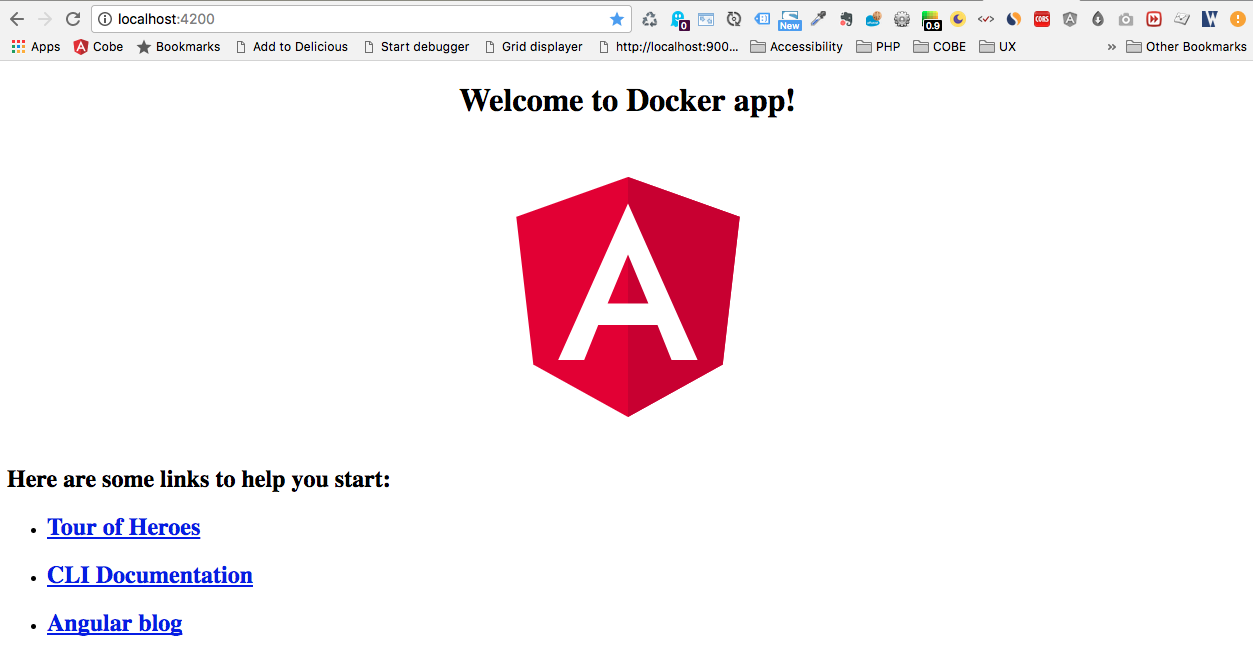 localhost:4200
0
New
0.9
CORS
A
W
Apps Cobe Bookmarks Add to Delicious Start debugger Grid displayer http://localhost:900... Accessibility PHP COBE UX » Other Bookmarks
Welcome to Docker app!
A
Here are some links to help you start:
• Tour of Heroes
• CLI Documentation
• Angular blog